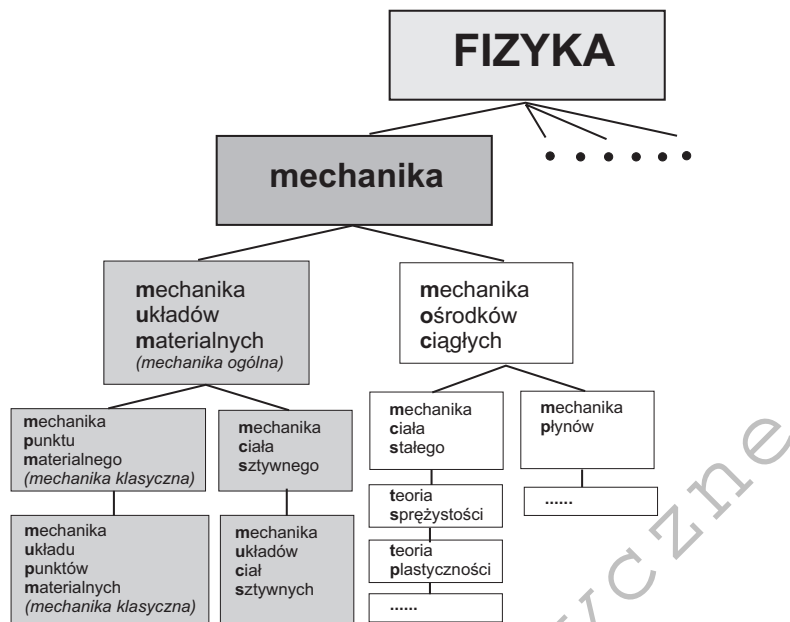 FIZYKA
mechanika
mechanika
układów
materialnych
(mechanika ogólna)
mechanika
ośrodków
ciągłych
mechanika
punktu
materialnego
(mechanika klasyczna)
mechanika
ciała
sztywnego
mechanika
ciała
stałego
mechanika
płynów
teoria
sprężystości
......
mechanika
układu
punktów
materialnych
(mechanika klasyczna)
mechanika
układów
ciał
sztywnych
teoria
plastyczności
......
yczne